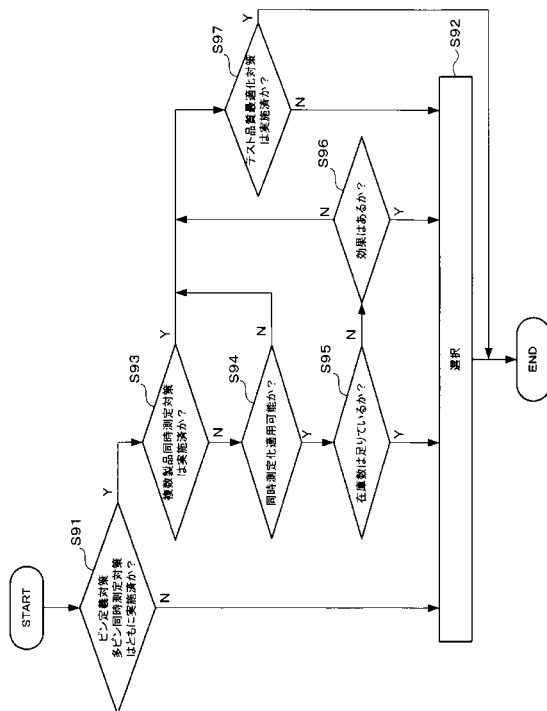 START
S91
ピン定義対策
多ピン同時測定対策
はともに実施済か？
Y
N
S93
複数製品同時測定対策
は実施済か？
Y
N
S94
同時測定化適用可能か？
N
Y
S95
在庫数は足りているか？
N
Y
S96
効果はあるか？
N
Y
S97
テスト品質最適化対策
は実施済か？
Y
N
S92
選択
END